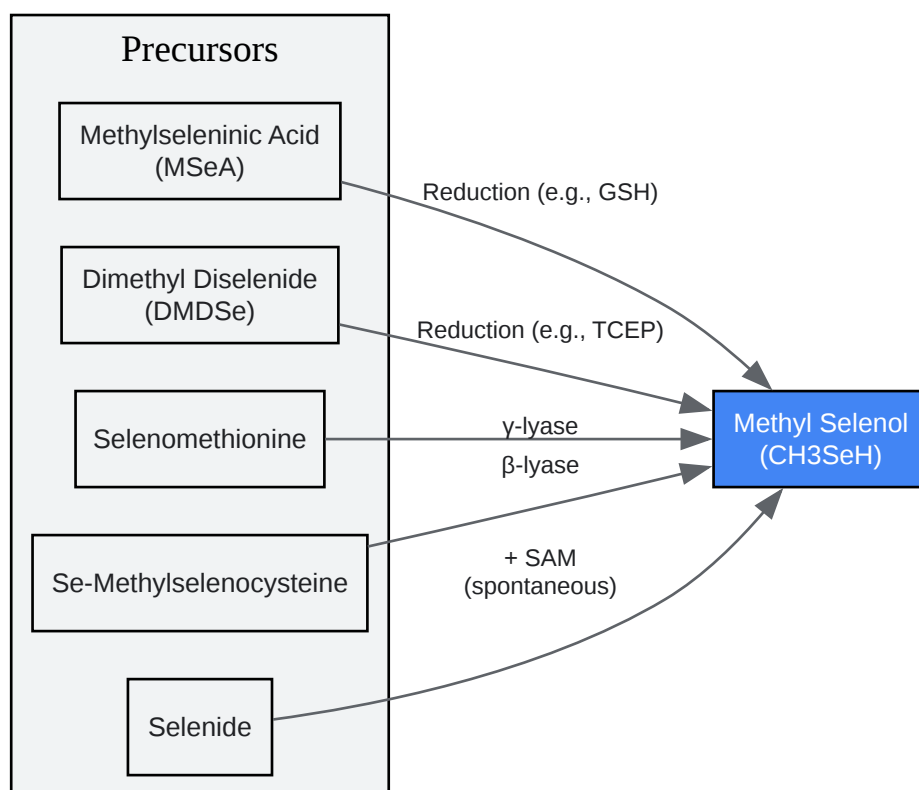 Precursors
Methylseleninic Acid
(MSeA)
Reduction (e.g., GSH)
Dimethyl Diselenide
(DMDSe)
Reduction (e.g., TCEP)
Selenomethionine
γ-lyase
Methyl Selenol
(CH3SeH)
β-lyase
Se-Methylselenocysteine
+ SAM
(spontaneous)
Selenide